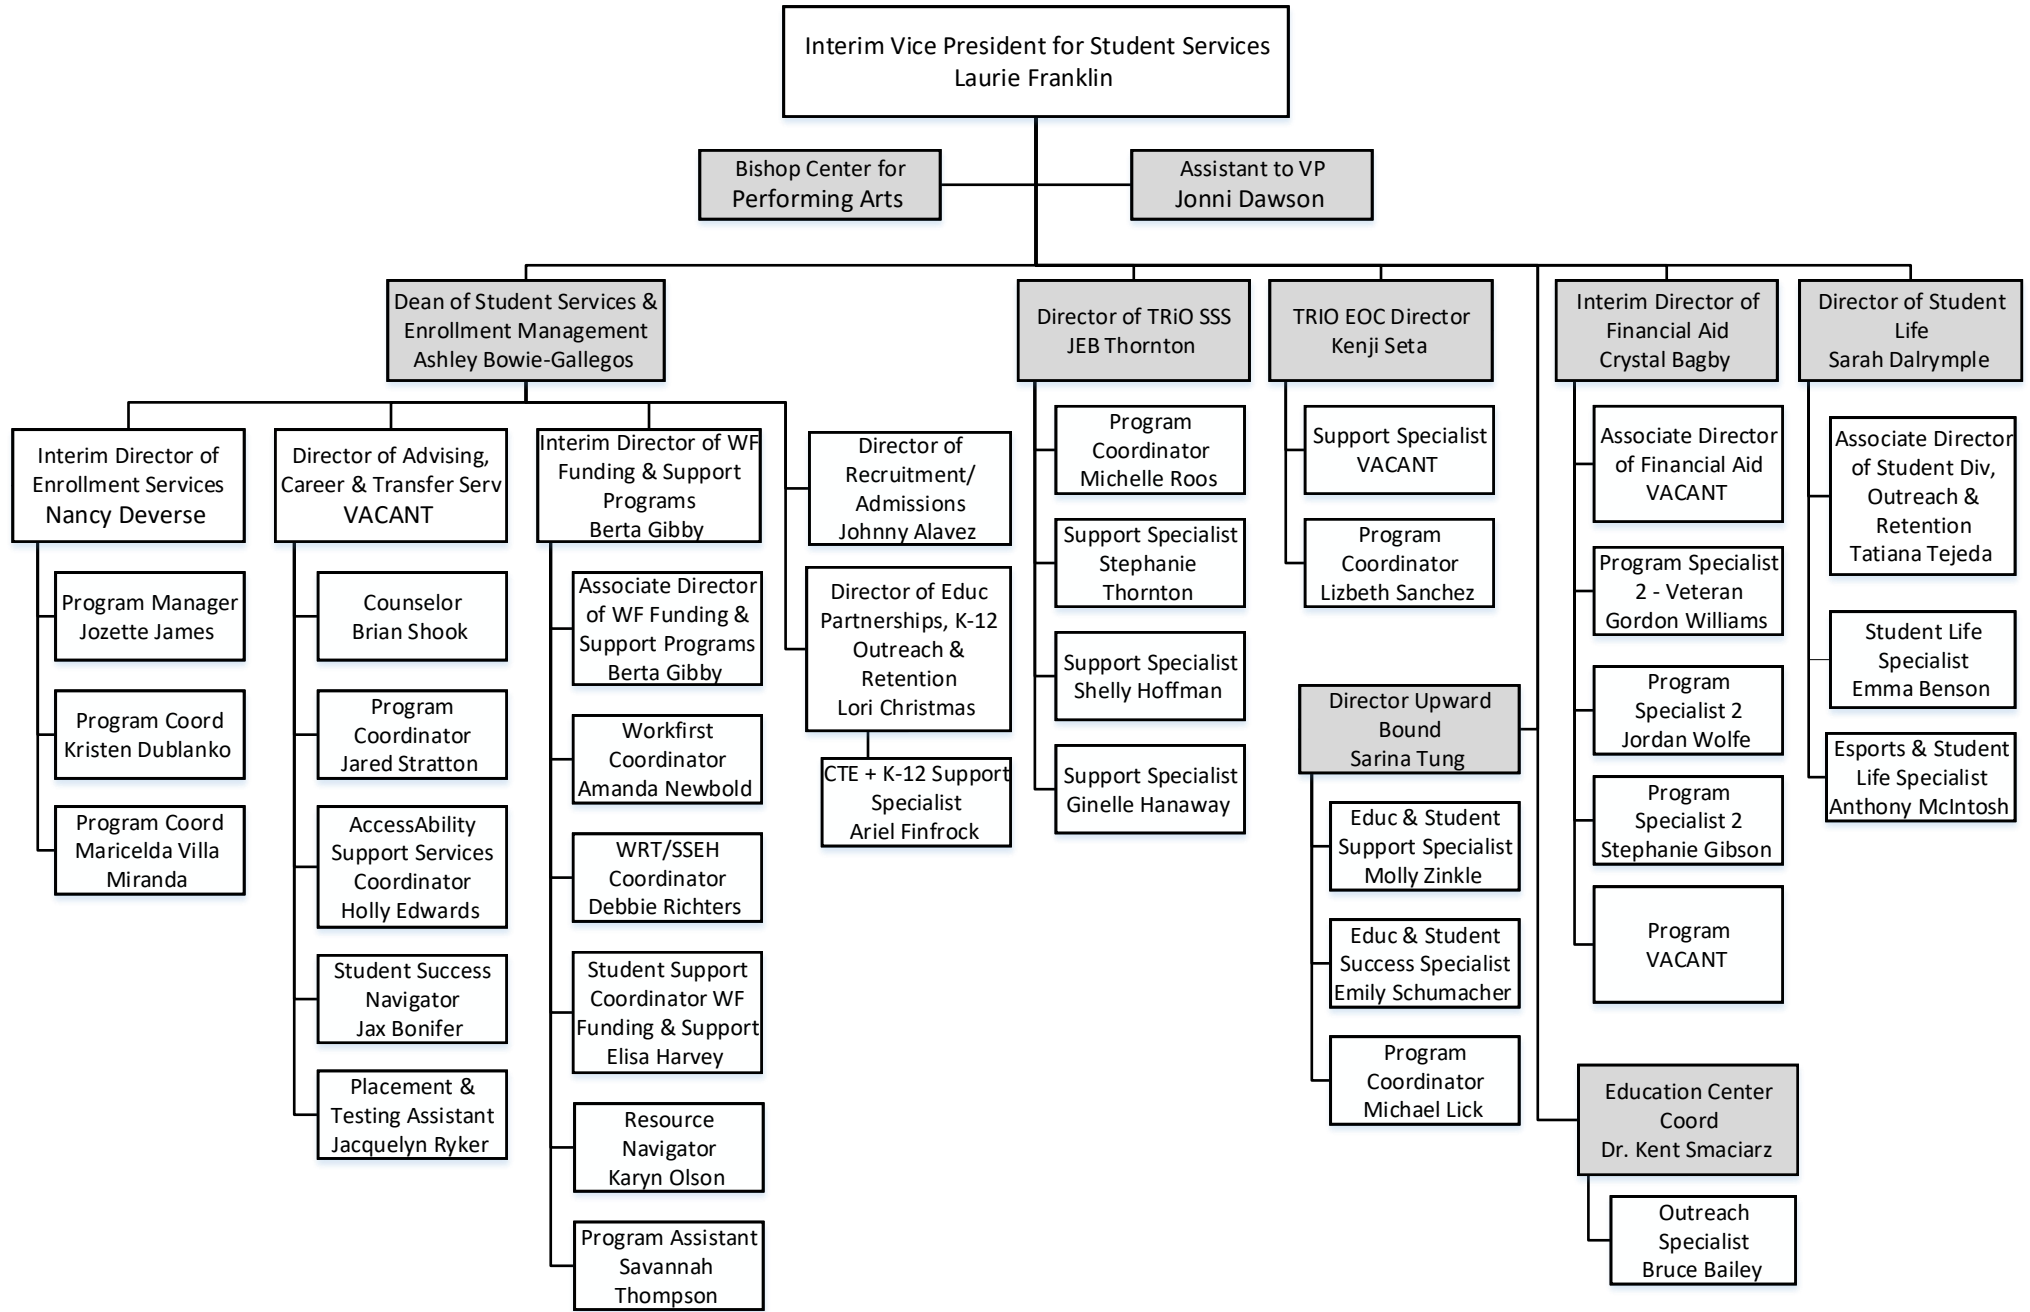 Interim Vice President for Student Services
Laurie Franklin
Bishop Center for
Performing Arts
Assistant to VP
Jonni Dawson
Dean of Student Services &
Enrollment Management
Ashley Bowie-Gallegos
Interim Director of
Enrollment Services
Nancy Deverse
Program Manager
Jozette James
Program Coord
Kristen Dublanko
Program Coord
Maricelda Villa
Miranda
Director of Advising,
Career & Transfer Serv
VACANT
Counselor
Brian Shook
Program
Coordinator
Jared Stratton
AccessAbility
Support Services
Coordinator
Holly Edwards
Student Success
Navigator
Jax Bonifer
Placement &
Testing Assistant
Jacquelyn Ryker
Interim Director of WF
Funding & Support
Programs
Berta Gibby
Associate Director
of WF Funding &
Support Programs
Berta Gibby
Workfirst
Coordinator
Amanda Newbold
WRT/SSEH
Coordinator
Debbie Richters
Student Support
Coordinator WF
Funding & Support
Elisa Harvey
Resource
Navigator
Karyn Olson
Program Assistant
Savannah
Thompson
Director of
Recruitment/
Admissions
Johnny Alavez
Director of Educ
Partnerships, K-12
Outreach &
Retention
Lori Christmas
CTE + K-12 Support
Specialist
Ariel Finfrock
Director of TRiO SSS
JEB Thornton
Program
Coordinator
Michelle Roos
Support Specialist
Stephanie
Thornton
Support Specialist
Shelly Hoffman
Support Specialist
Ginelle Hanaway
TRIO EOC Director
Kenji Seta
Support Specialist
VACANT
Program
Coordinator
Lizbeth Sanchez
Director Upward
Bound
Sarina Tung
Educ & Student
Support Specialist
Molly Zinkle
Educ & Student
Success Specialist
Emily Schumacher
Program
Coordinator
Michael Lick
Interim Director of
Financial Aid
Crystal Bagby
Associate Director
of Financial Aid
VACANT
Program Specialist
2 - Veteran
Gordon Williams
Program
Specialist 2
Jordan Wolfe
Program
Specialist 2
Stephanie Gibson
Program
VACANT
Education Center
Coord
Dr. Kent Smaciarz
Outreach
Specialist
Bruce Bailey
Director of Student
Life
Sarah Dalrymple
Associate Director
of Student Div,
Outreach &
Retention
Tatiana Tejeda
Student Life
Specialist
Emma Benson
Esports & Student
Life Specialist
Anthony McIntosh